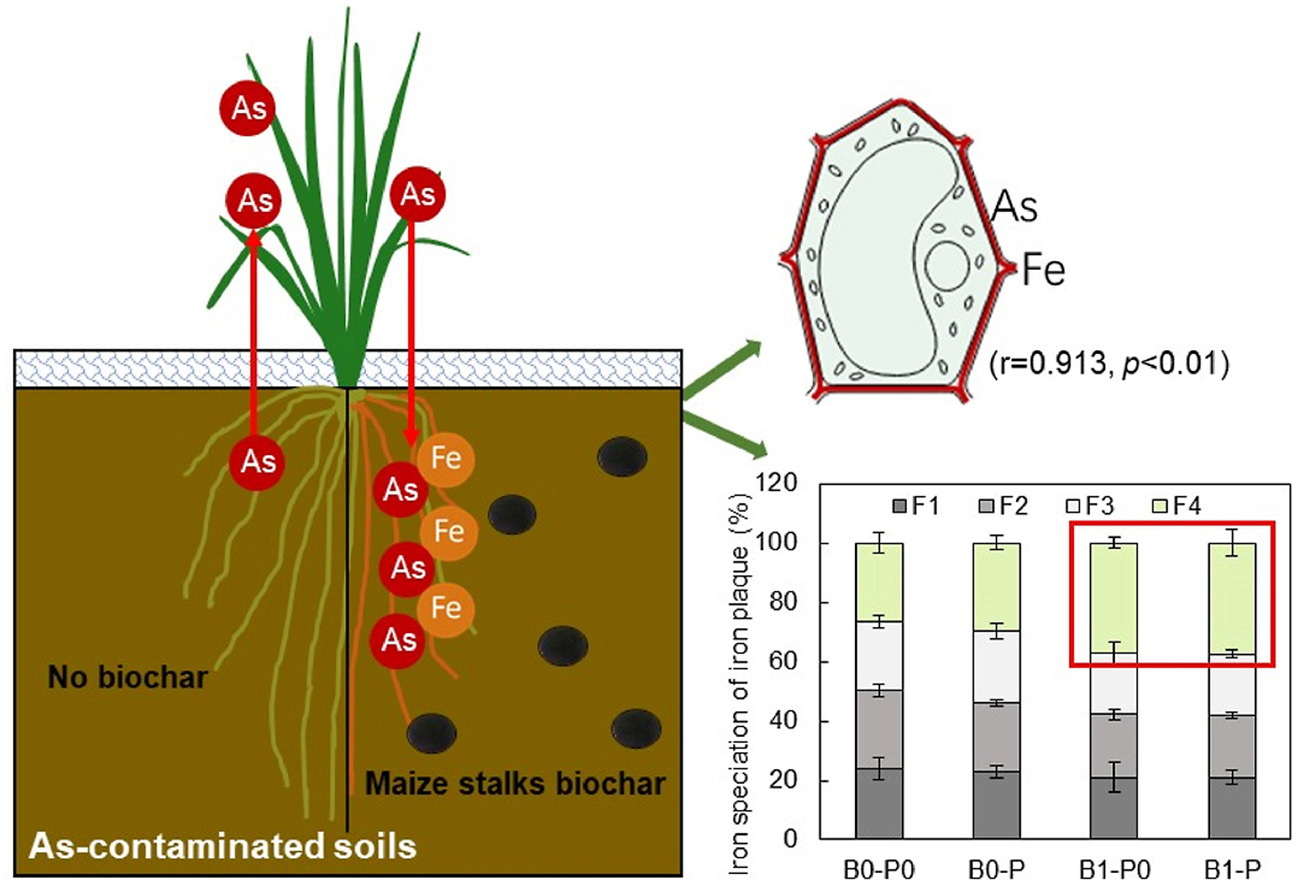 As
As
As
As
Fe
As
Fe
As
Fe
As
No biochar
Maize stalks biochar
As-contaminated soils
As
Fe
(r=0.913, p<0.01)
Iron speciation of iron plaque (%)
120
100
80
60
40
20
0
F1 F2 F3 F4
B0-P0 B0-P B1-P0 B1-P